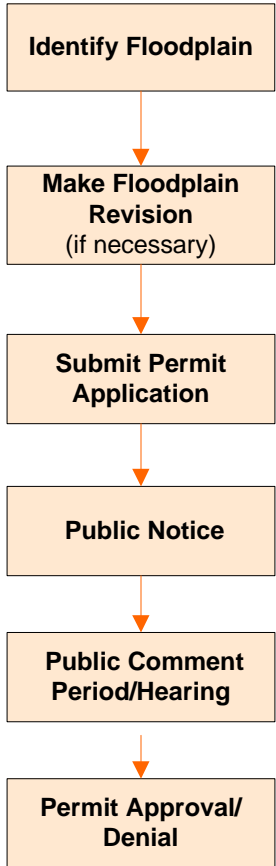 Identify Floodplain
Make Floodplain
Revision
(if necessary)
Submit Permit
Application
Public Notice
Public Comment
Period/Hearing
Permit Approval/
Denial